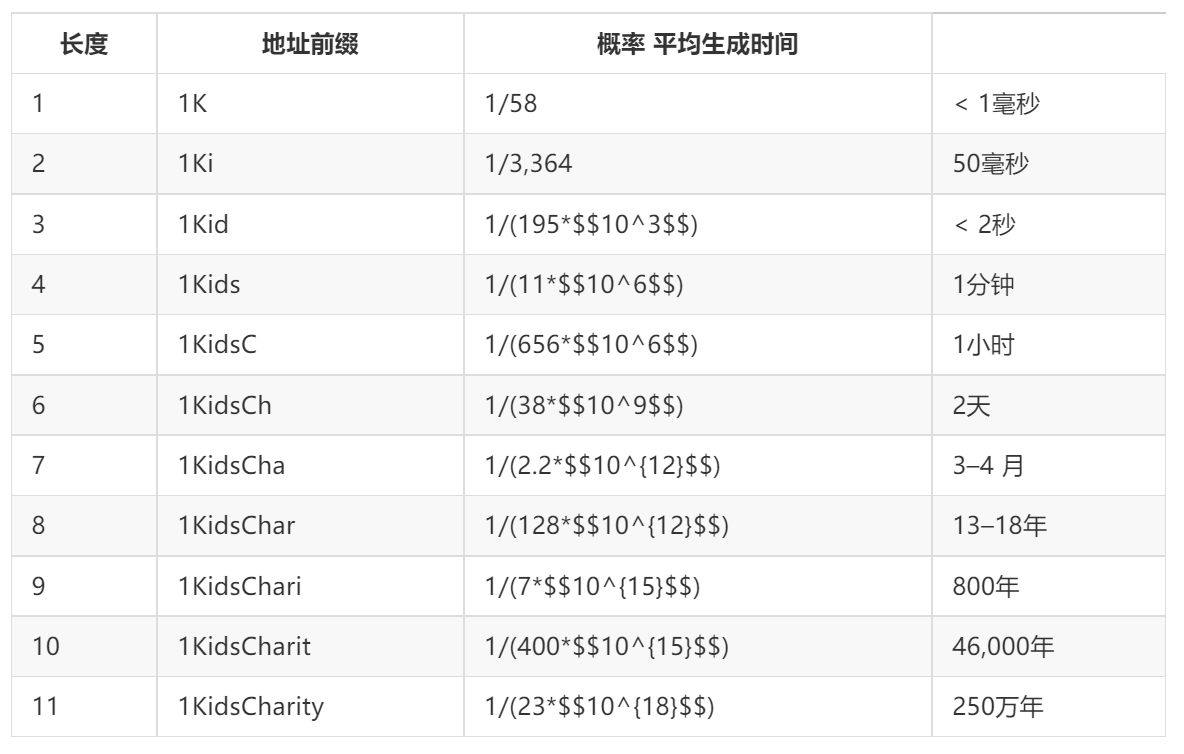 长度 地址前缀 概率 平均生成时间
1 1K 1/58 < 1毫秒
2 1Ki 1/3,364 50毫秒
3 1Kid 1/(195*$$10^3$$) < 2秒
4 1Kids 1/(11*$$10^6$$) 1分钟
5 1KidsC 1/(656*$$10^6$$) 1小时
6 1KidsCh 1/(38*$$10^9$$) 2天
7 1KidsCha 1/(2.2*$$10^{12}$$) 3–4 月
8 1KidsChar 1/(128*$$10^{12}$$) 13–18年
9 1KidsChari 1/(7*$$10^{15}$$) 800年
10 1KidsCharit 1/(400*$$10^{15}$$) 46,000年
11 1KidsCharity 1/(23*$$10^{18}$$) 250万年